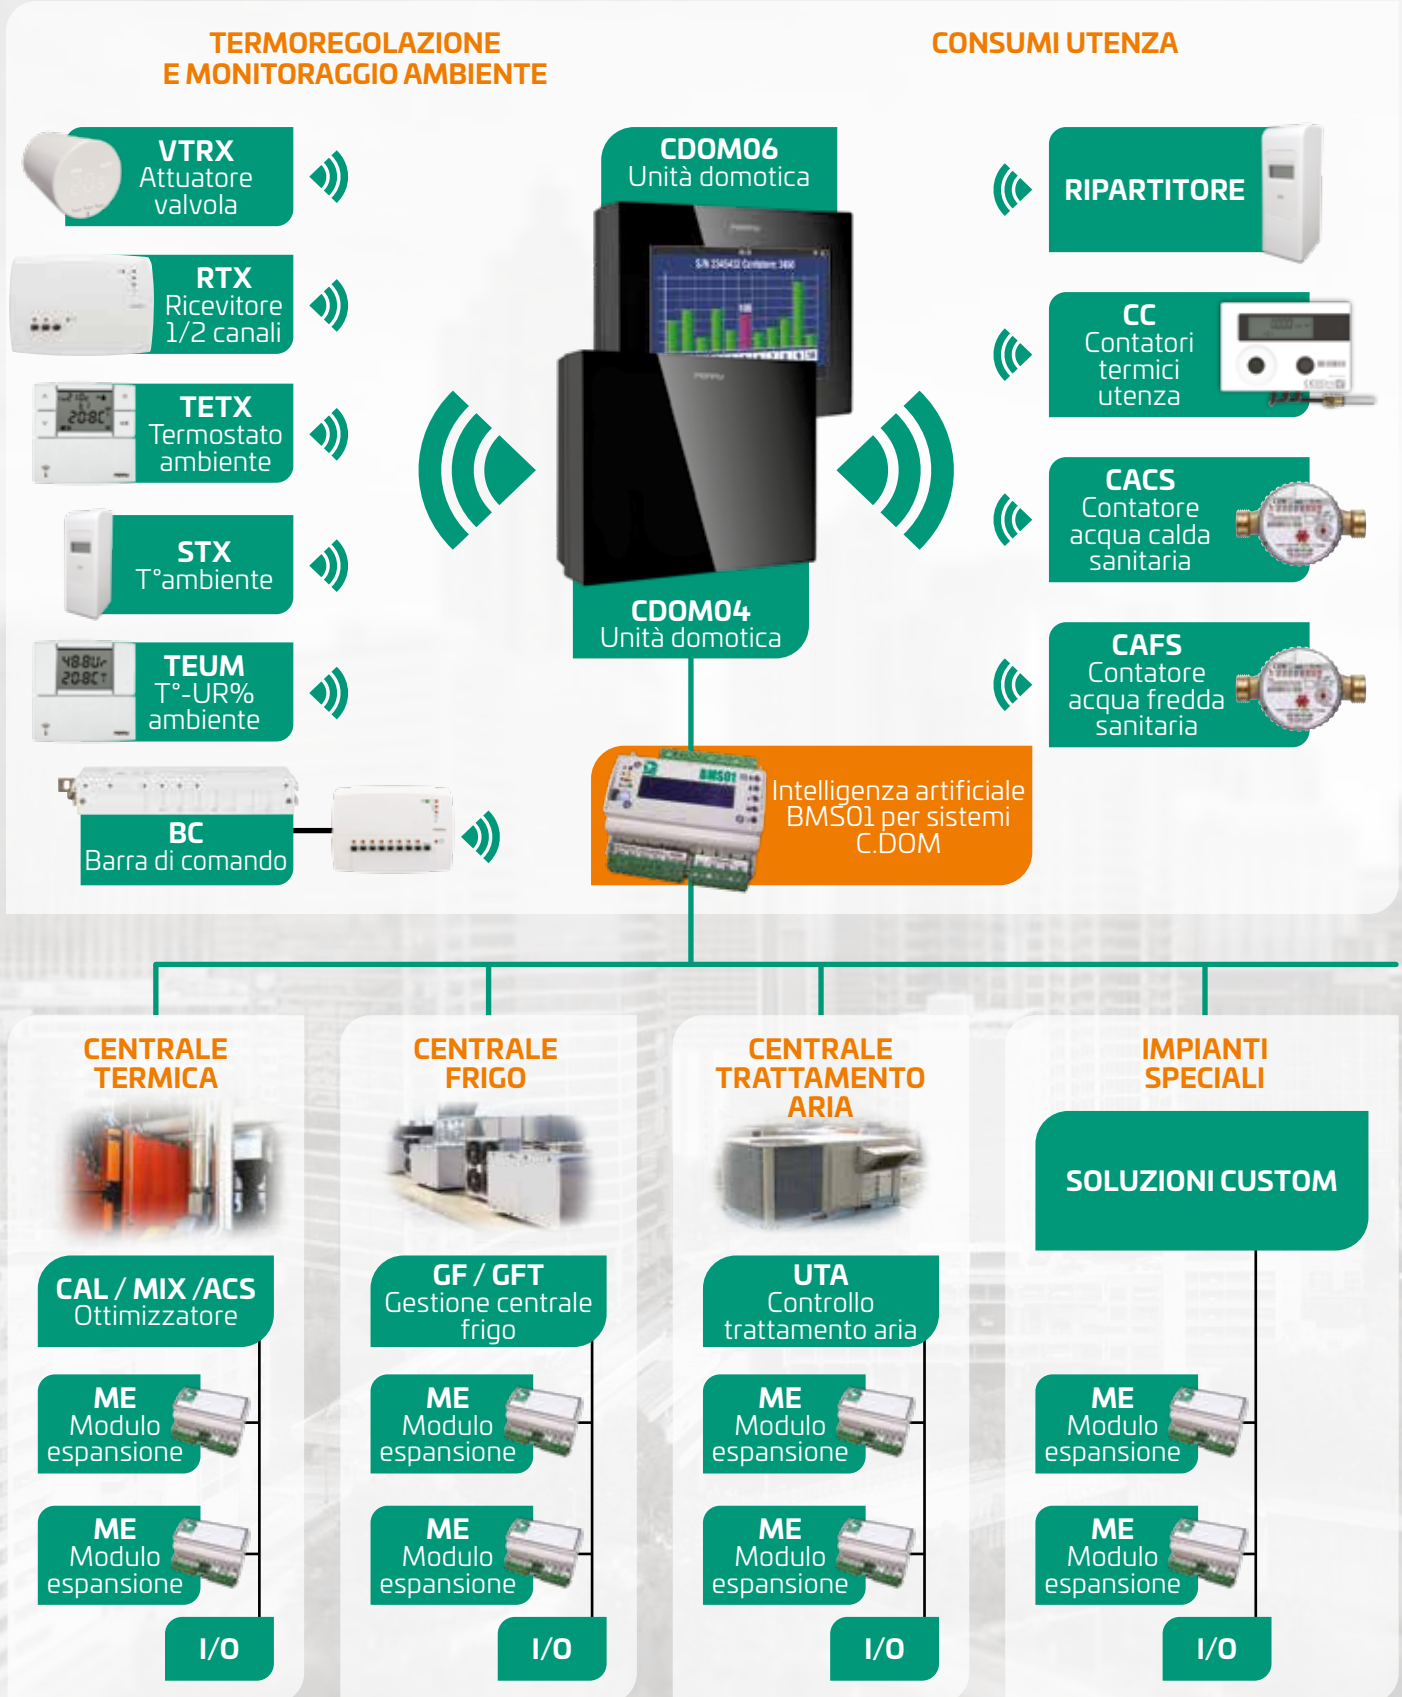 TERMOREGOLAZIONE
E MONITORAGGIO AMBIENTE
CONSUMI UTENZA
VTRX
Attuatore
valvola
RTX
Ricevitore
1/2 canali
TETX
Termostato
ambiente
STX
T°ambiente
TEUM
T°-UR%
ambiente
BC
Barra di comando
CDOM06
Unità domotica
CDOM04
Unità domotica
BMS01
Intelligenza artificiale
BMS01 per sistemi
C.DOM
RIPARTITORE
CC
Contatori
termici
utenza
CACS
Contatore
acqua calda
sanitaria
CAFS
Contatore
acqua fredda
sanitaria
CENTRALE
TERMICA
CAL / MIX /ACS
Ottimizzatore
ME
Modulo
espansione
ME
Modulo
espansione
I/O
CENTRALE
FRIGO
GF / GFT
Gestione centrale
frigo
ME
Modulo
espansione
ME
Modulo
espansione
I/O
CENTRALE
TRATTAMENTO
ARIA
UTA
Controllo
trattamento aria
ME
Modulo
espansione
ME
Modulo
espansione
I/O
IMPIANTI
SPECIALI
SOLUZIONI CUSTOM
ME
Modulo
espansione
ME
Modulo
espansione
I/O